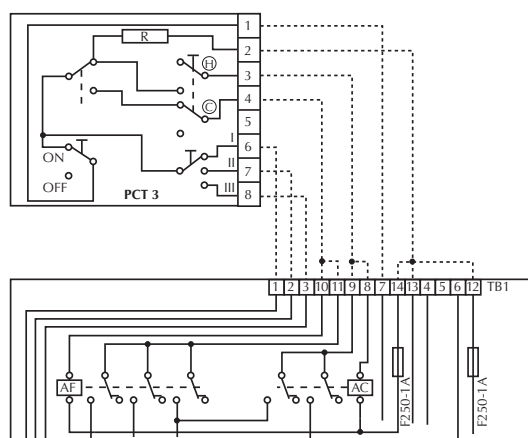 R
1
2
H
3
C
4
5
I
6
ON
II
7
OFF
PCT 3
III
8
1 2 3 10 11 9 8 7 14 13 4 5 6 12 TB1
AF
AC
F250-1A
F250-1A